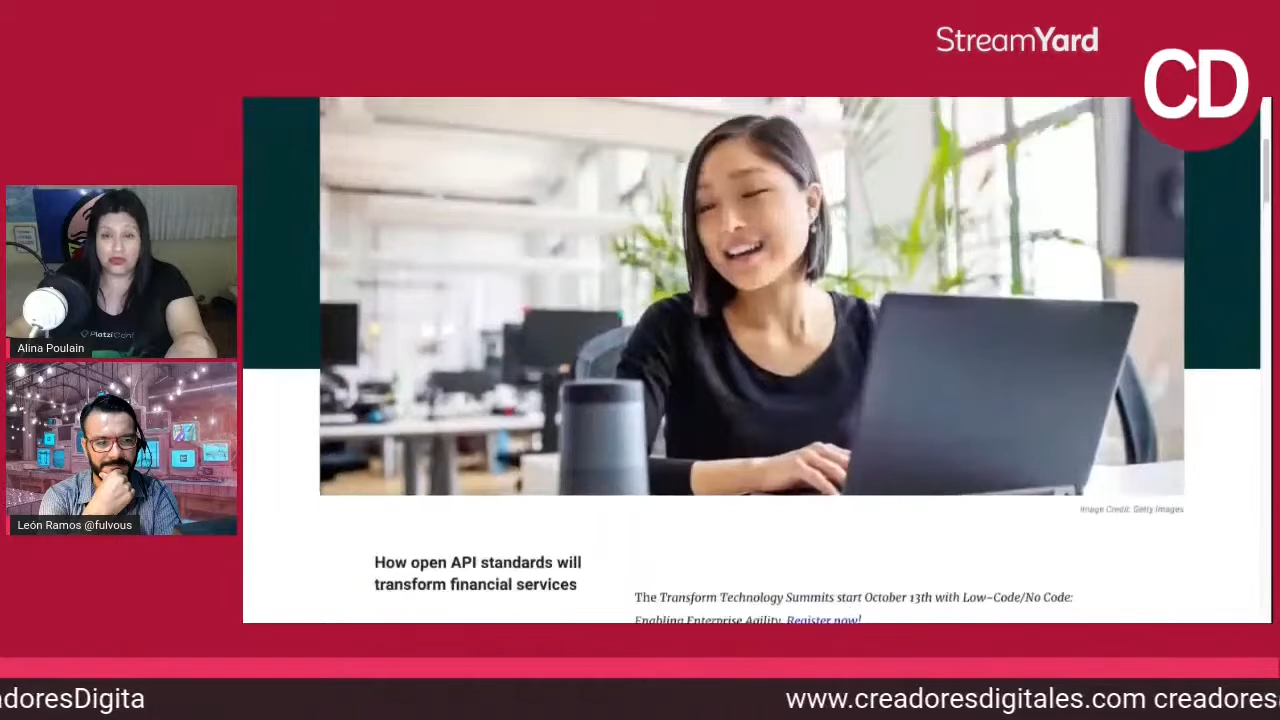 StreamYard
CD
PlatziConf
Alina Poulain
León Ramos @fulvous
Image Credit: Getty Images
How open API standards will
transform financial services
The Transform Technology Summits start October 13th with Low-Code/No Code:
Enabling Enterprise Agility. Register now!
adoresDigita
www.creadoresdigitales.com creadores